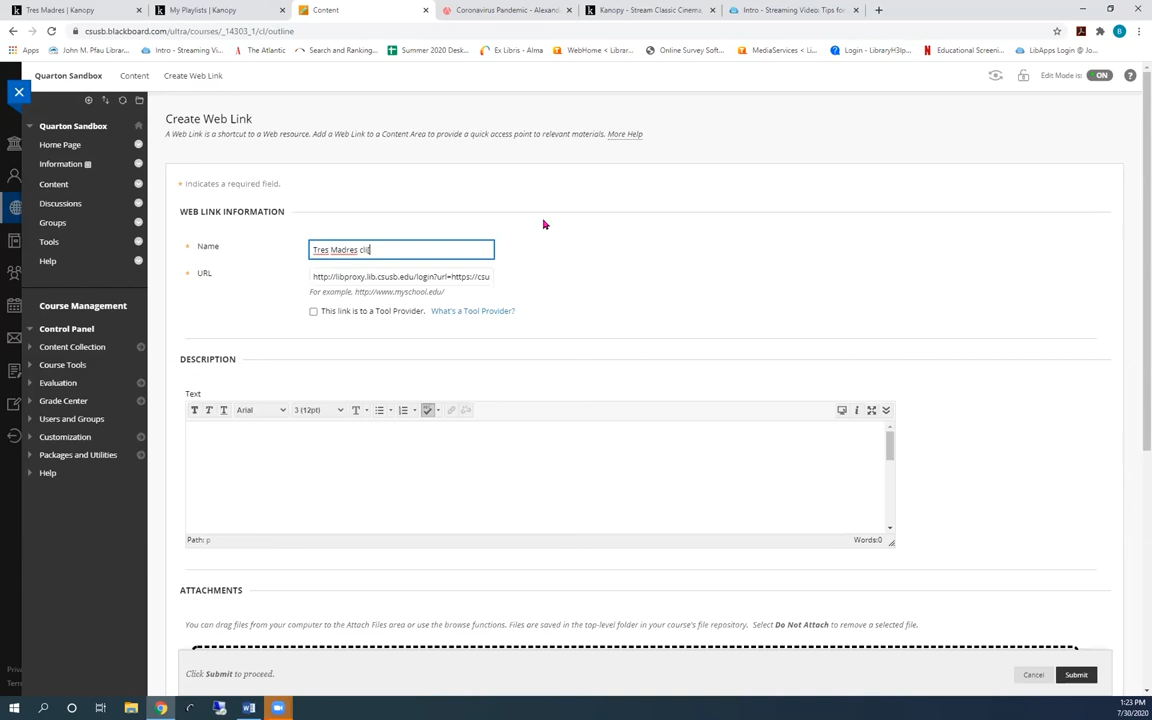 Tres Madres | Kanopy
My Playlists | Kanopy
Content
Coronavirus Pandemic - Alexand
Kanopy - Stream Classic Cinema,
Intro - Streaming Video: Tips for
csusb.blackboard.com/ultra/courses/_14303_1/cl/outline
Apps
John M. Pfau Librar...
Intro - Streaming Vi...
The Atlantic
Search and Ranking...
Summer 2020 Desk...
Ex Libris - Alma
WebHome < Librar...
Online Survey Soft...
MediaServices < Li...
Login - LibraryH3lp...
Educational Screeni...
LibApps Login @ Jo...
Quarton Sandbox
Content
Create Web Link
Edit Mode is:
ON
Quarton Sandbox
Home Page
Information
Content
Discussions
Groups
Tools
Help
Course Management
Control Panel
Content Collection
Course Tools
Evaluation
Grade Center
Users and Groups
Customization
Packages and Utilities
Help
Create Web Link
A Web Link is a shortcut to a Web resource. Add a Web Link to a Content Area to provide a quick access point to relevant materials. More Help
* Indicates a required field.
WEB LINK INFORMATION
* Name
Tres Madres
* URL
http://libproxy.lib.csusb.edu/login?url=https://csu
For example, http://www.myschool.edu/
This link is to a Tool Provider. What's a Tool Provider?
DESCRIPTION
Text
Arial
3 (12pt)
Path: p
Words:0
ATTACHMENTS
You can drag files from your computer to the Attach Files area or use the browse functions. Files are saved in the top-level folder in your course's file repository. Select Do Not Attach to remove a selected file.
Click Submit to proceed.
Cancel
Submit
Priva
Term
1:23 PM
7/30/2020